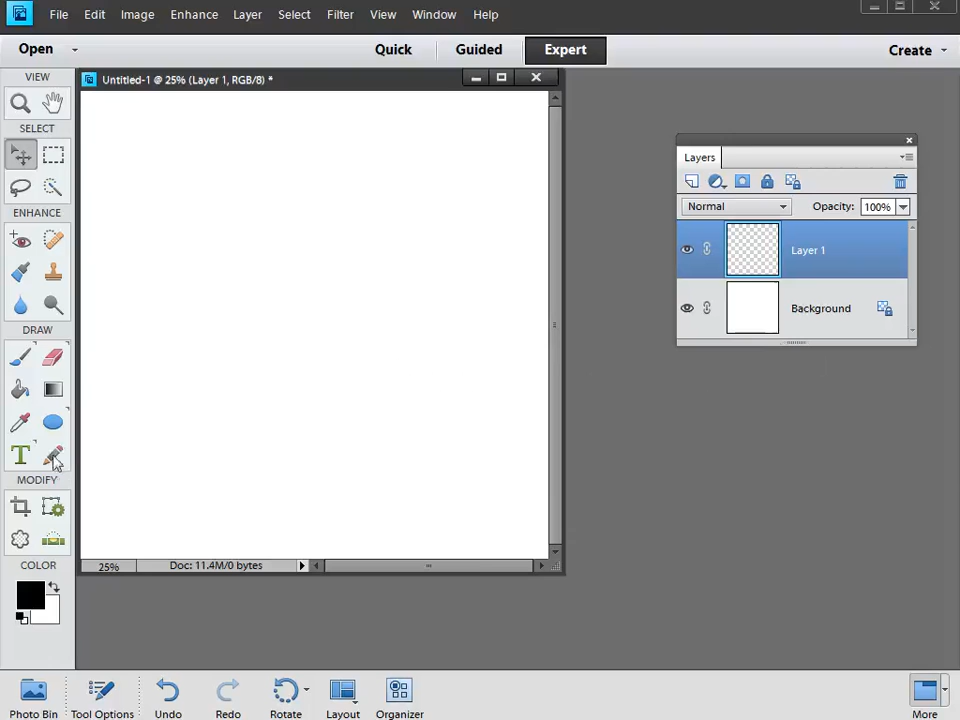 File Edit Image Enhance Layer Select Filter View Window Help
Open Quick Guided Expert Create
VIEW
Untitled-1 @ 25% (Layer 1, RGB/8) *
SELECT
Layers
Normal Opacity: 100%
ENHANCE
Layer 1
Background
DRAW
T
MODIFY
25% Doc: 11.4M/0 bytes
COLOR
Photo Bin Tool Options Undo Redo Rotate Layout Organizer More